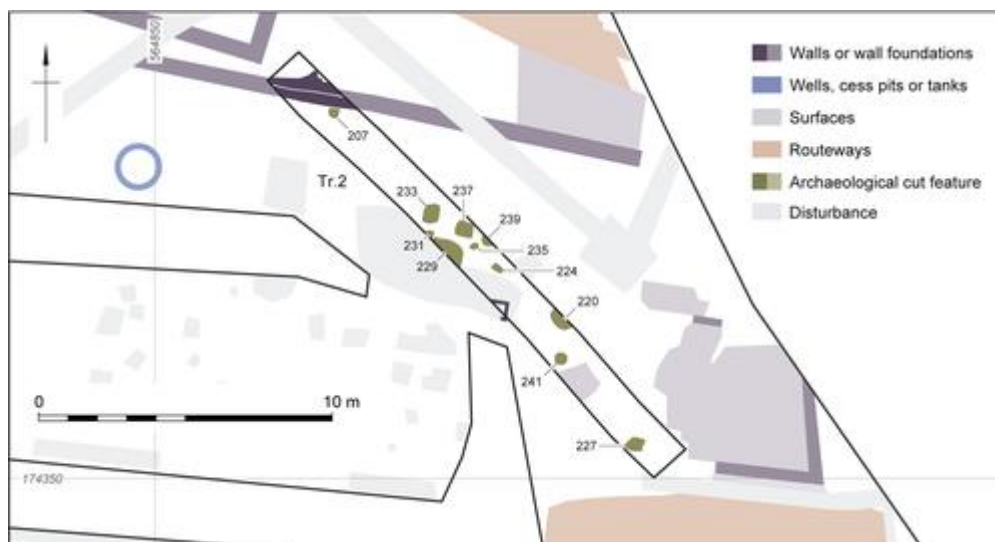 564850
Walls or wall foundations
Wells, cess pits or tanks
Surfaces
Routeways
Archaeological cut feature
Disturbance
207
Tr.2
233
237
239
231
235
229
224
220
241
0
10 m
227
174350